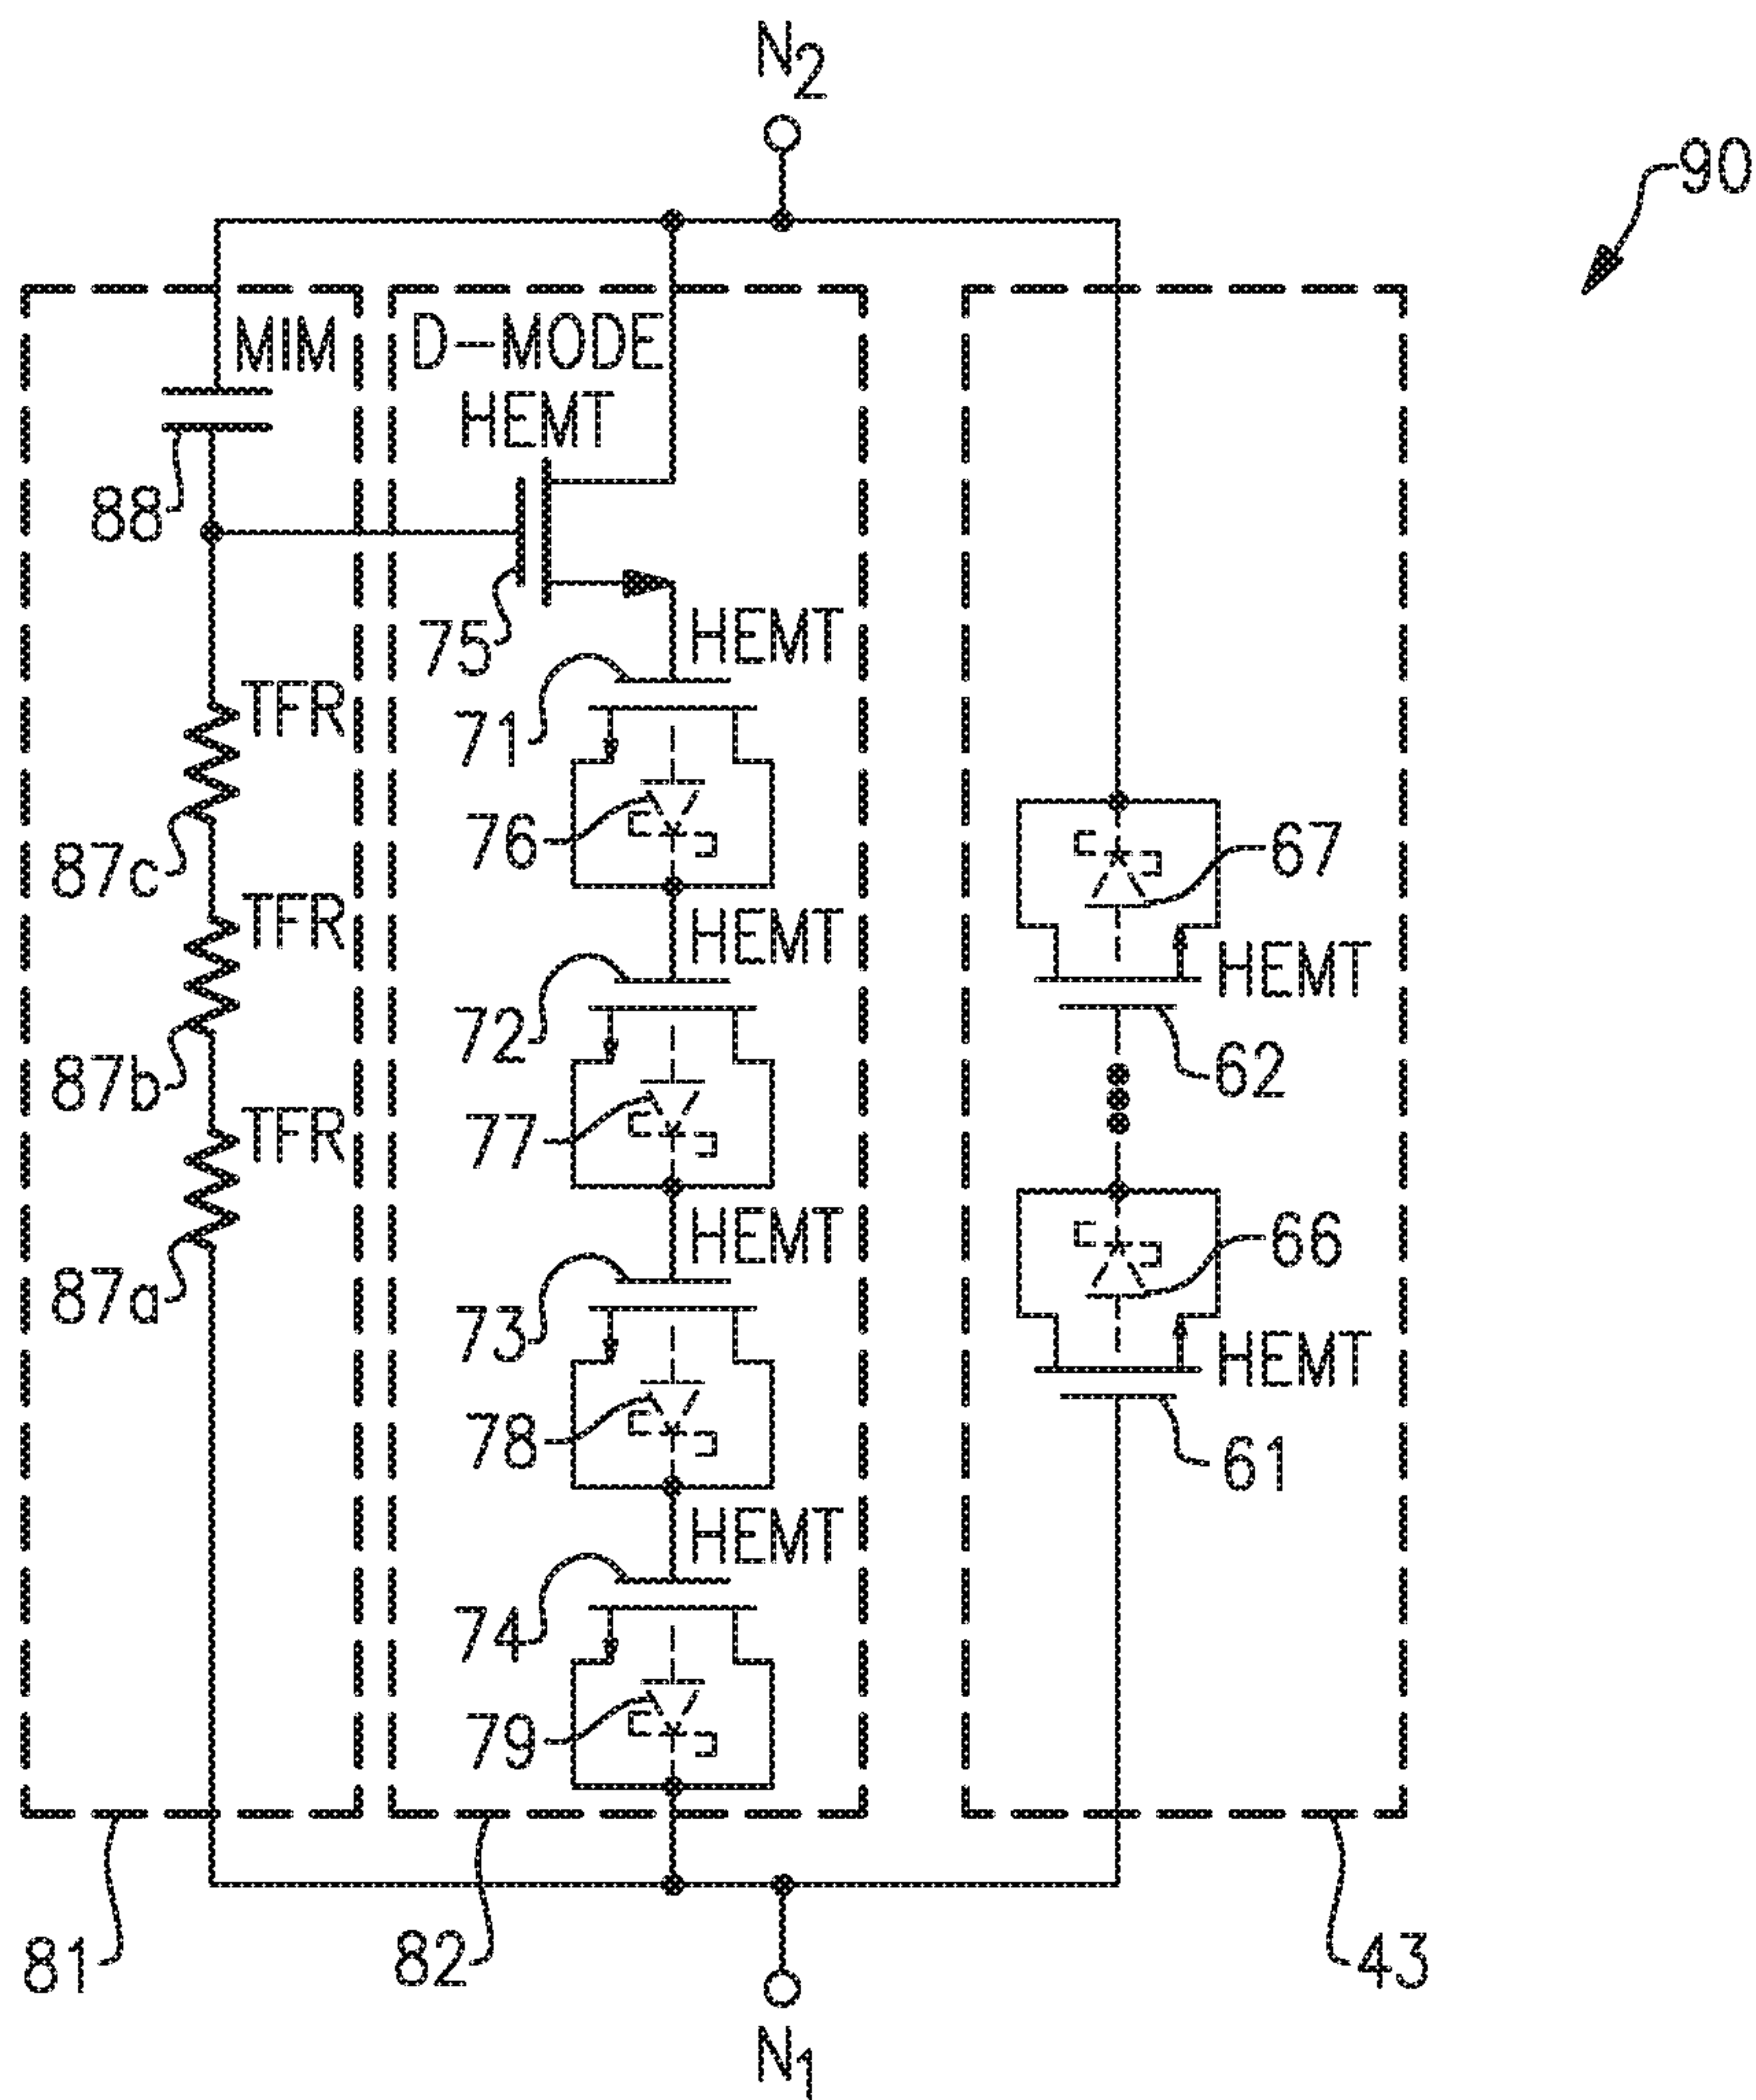 N2
90
MIM
D-MODE
HEMT
88
75
HEMT
TFR
71
76
67
87c
TFR
HEMT
HEMT
72
62
87b
TFR
77
HEMT
66
87a
73
HEMT
78
61
HEMT
74
79
81
82
43
N1